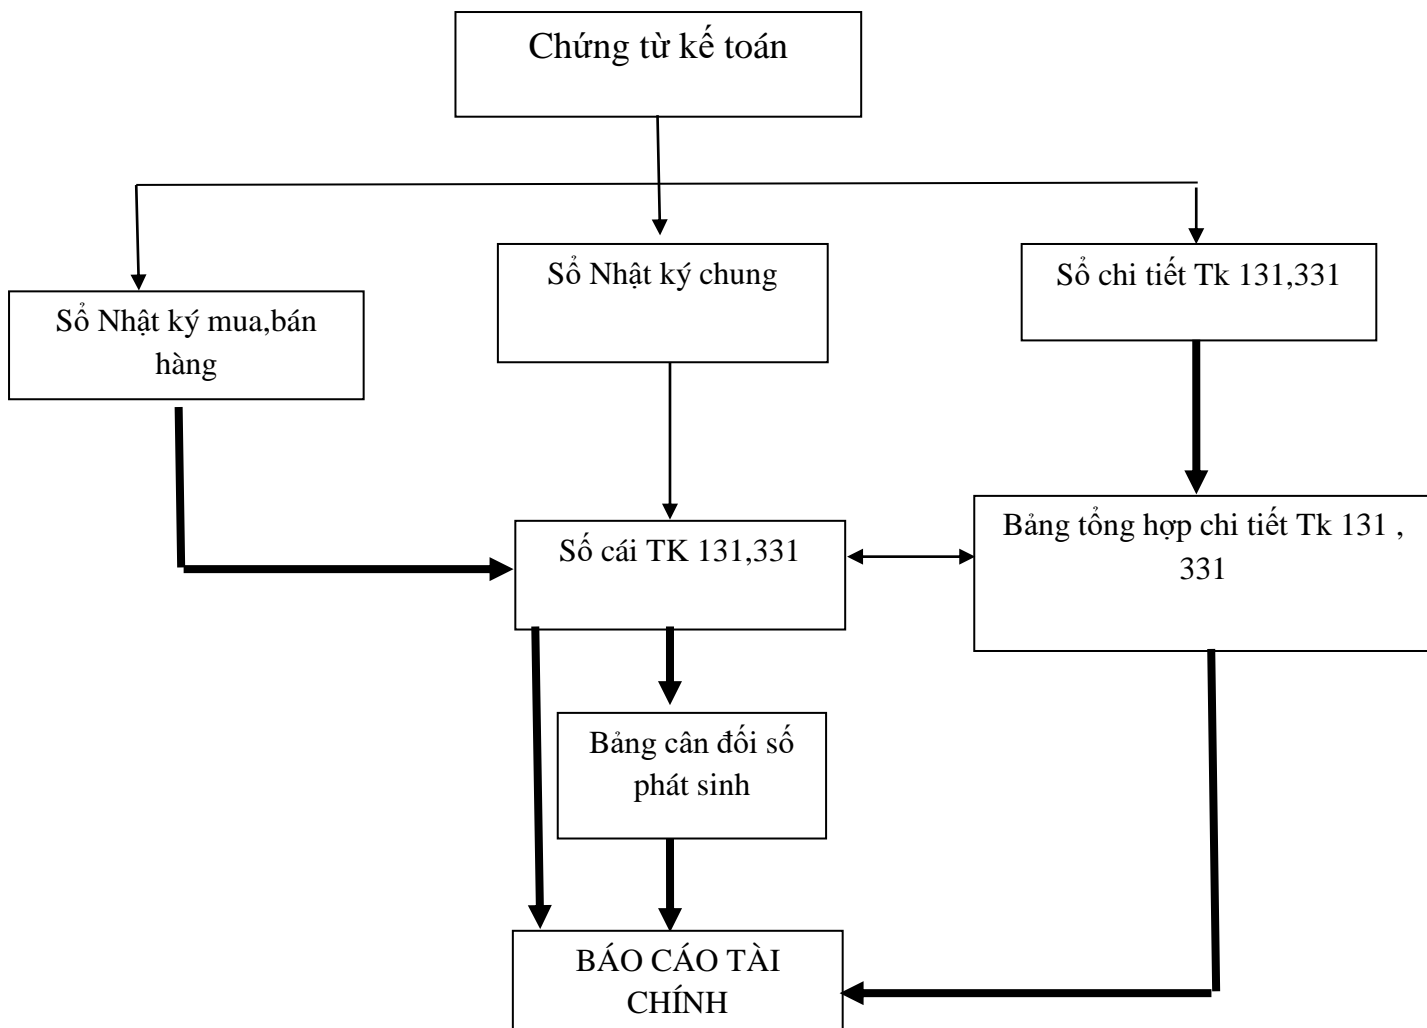 Chứng từ kế toán
Sổ Nhật ký mua,bán
hàng
Sổ Nhật ký chung
Sổ chi tiết Tk 131,331
Số cái TK 131,331
Bảng tổng hợp chi tiết Tk 131 ,
331
Bảng cân đối số
phát sinh
BÁO CÁO TÀI
CHÍNH